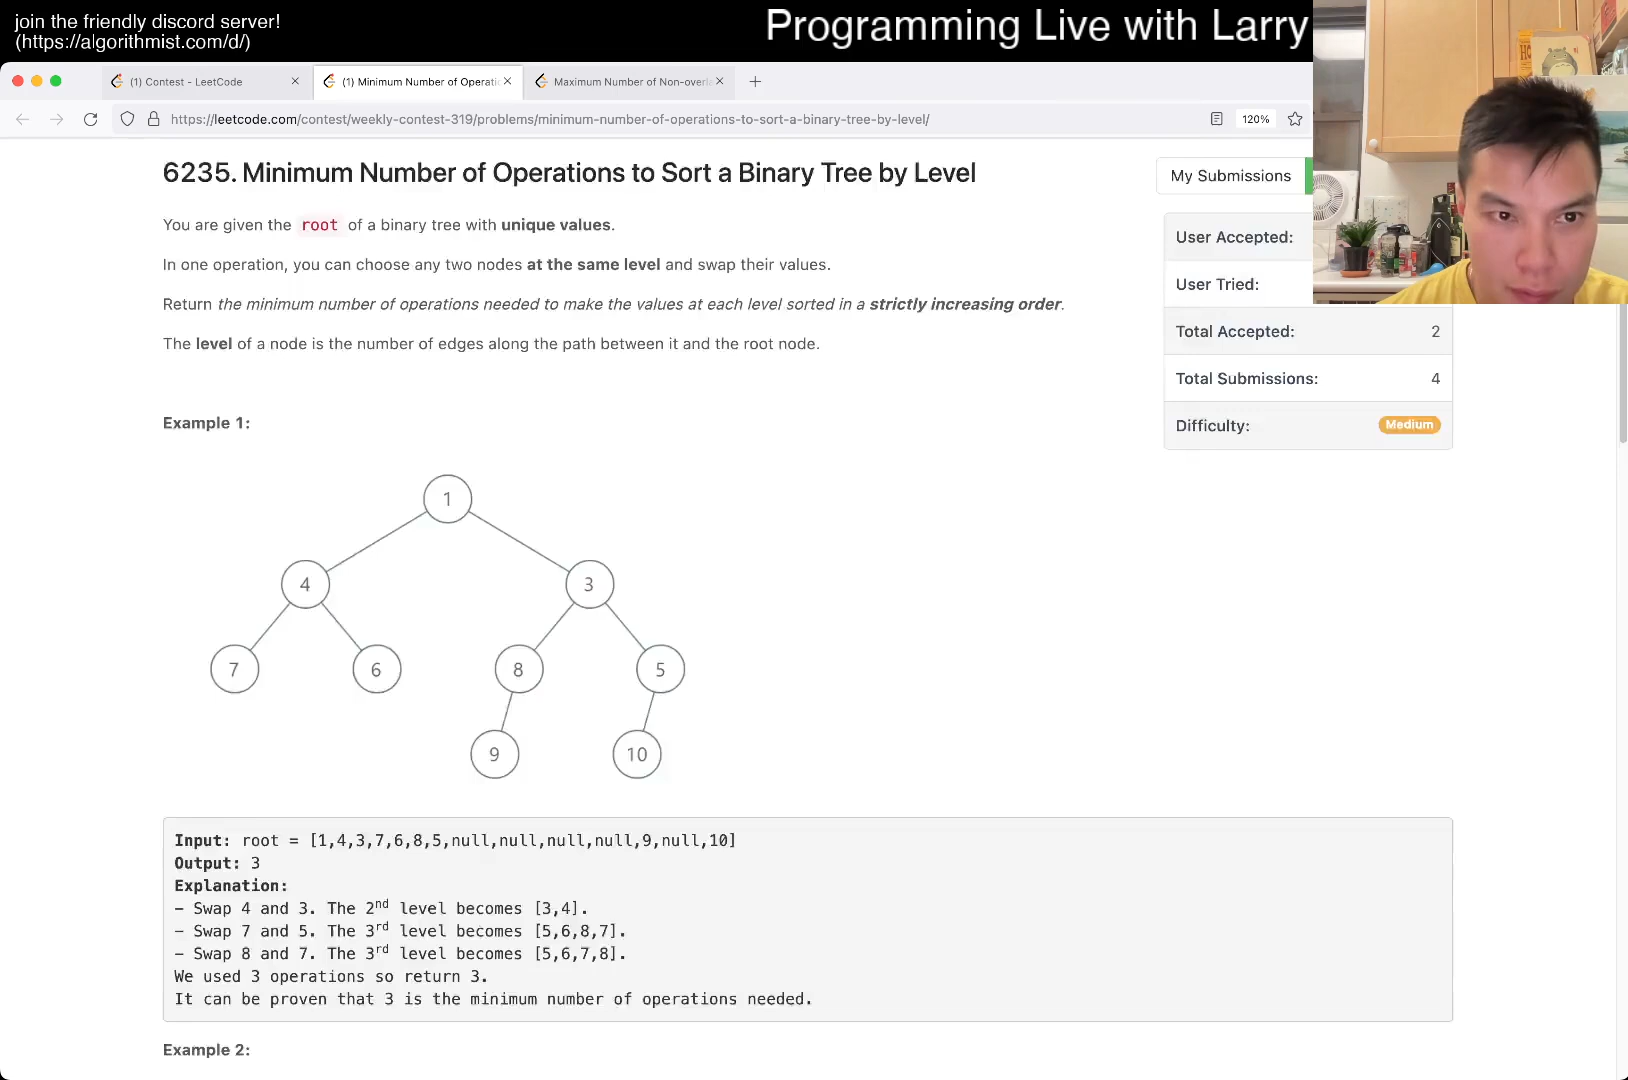 join the friendly discord server!
(https://algorithmist.com/d/)
Programming Live with Larry
(1) Contest - LeetCode
(1) Minimum Number of Operati
Maximum Number of Non-overla
https://leetcode.com/contest/weekly-contest-319/problems/minimum-number-of-operations-to-sort-a-binary-tree-by-level/
120%
6235. Minimum Number of Operations to Sort a Binary Tree by Level
My Submissions
You are given the root of a binary tree with unique values.
In one operation, you can choose any two nodes at the same level and swap their values.
Return the minimum number of operations needed to make the values at each level sorted in a strictly increasing order.
The level of a node is the number of edges along the path between it and the root node.
User Accepted:
User Tried:
Total Accepted: 2
Total Submissions: 4
Difficulty: Medium
Example 1:
1
4 3
7 6 8 5
9 10
Input: root = [1,4,3,7,6,8,5,null,null,null,null,9,null,10]
Output: 3
Explanation:
- Swap 4 and 3. The 2nd level becomes [3,4].
- Swap 7 and 5. The 3rd level becomes [5,6,8,7].
- Swap 8 and 7. The 3rd level becomes [5,6,7,8].
We used 3 operations so return 3.
It can be proven that 3 is the minimum number of operations needed.
Example 2: